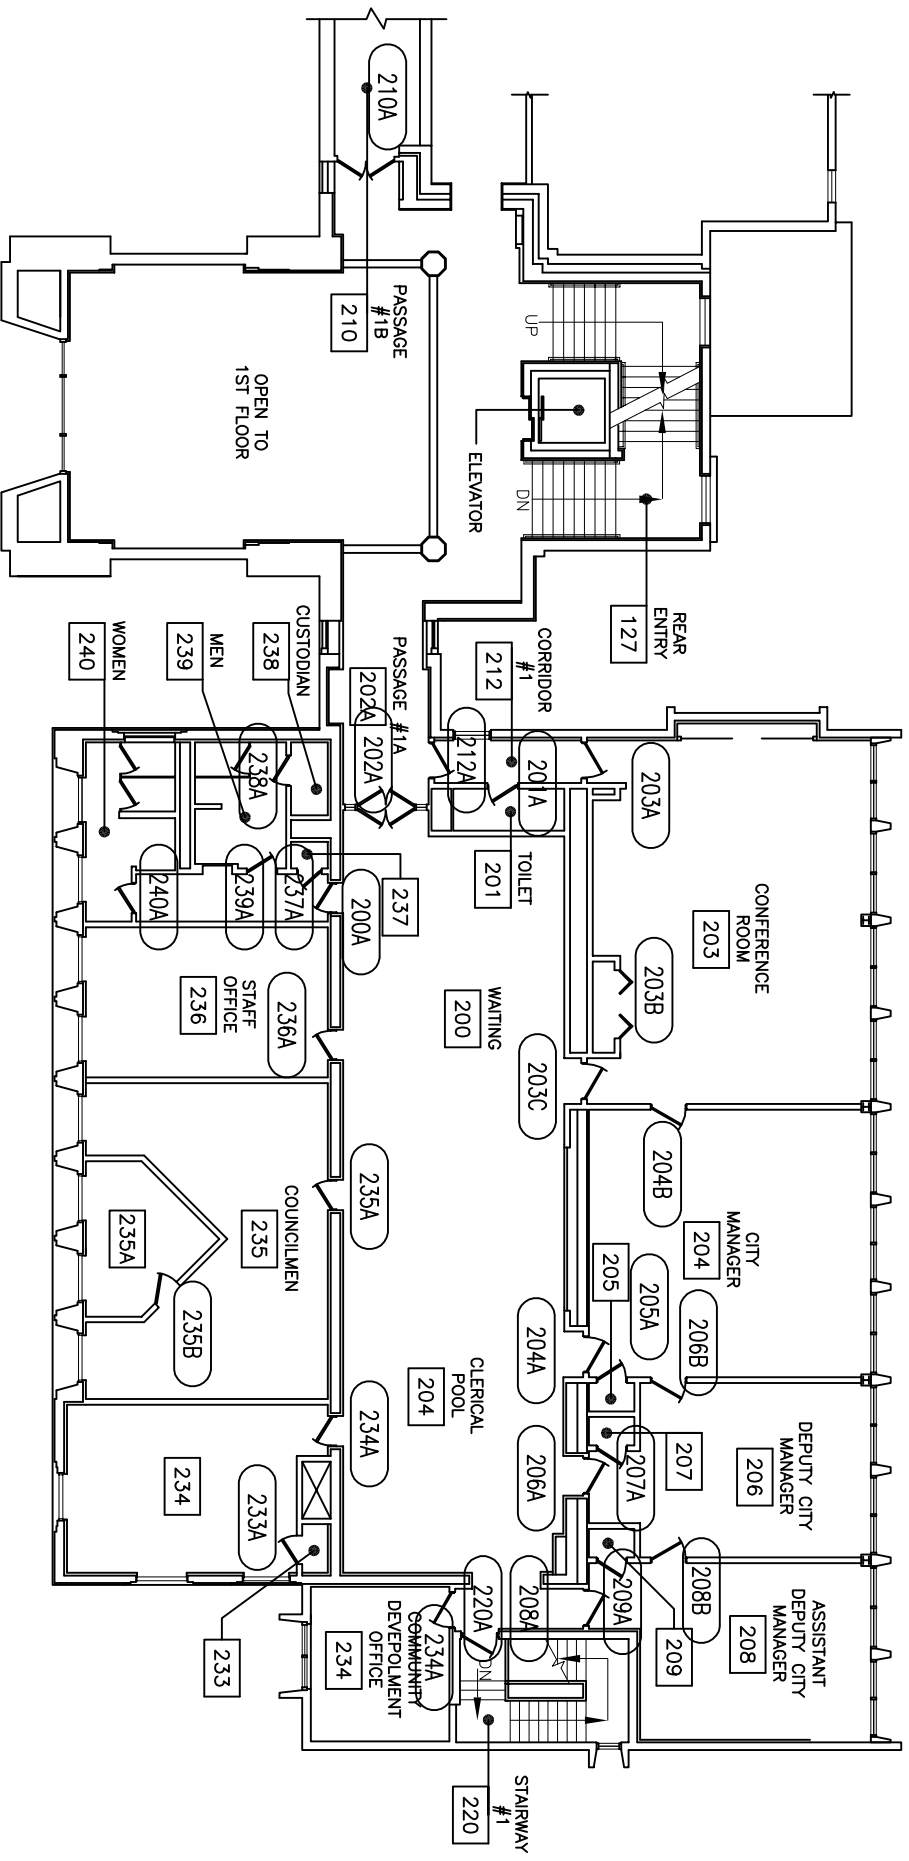 210A
PASSAGE
#1B
210
OPEN TO
1ST FLOOR
UP
DN
ELEVATOR
REAR
ENTRY
127
CORRIDOR
#1
212
PASSAGE #1A
202A
202A
CUSTODIAN
238
MEN
239
WOMEN
240
212A
201A
203A
238A
TOILET
201
237
200A
237A
239A
240A
CONFERENCE
ROOM
203
203B
WAITING
200
203C
STAFF
OFFICE
236
236A
204B
CITY
MANAGER
204
235A
COUNCILMEN
235
235A
235B
205
205A
206B
204A
CLERICAL
POOL
204
234A
206A
207A
207
DEPUTY CITY
MANAGER
206
234
233A
233
208B
209A
209
208A
220A
ASSISTANT
DEPUTY CITY
MANAGER
208
234A
COMMUNITY
DEVEPOLMENT
OFFICE
234
DN
STAIRWAY
#1
220